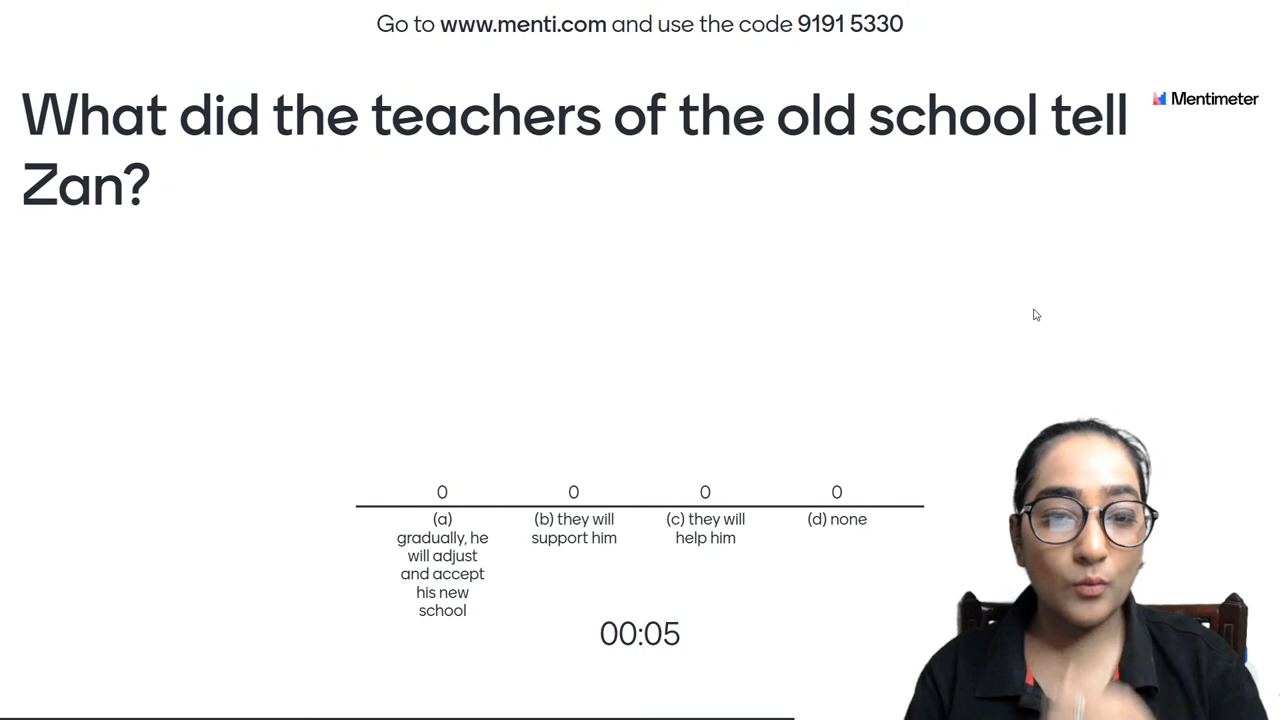 Go to www.menti.com and use the code 9191 5330
What did the teachers of the old school tell
Zan?
Mentimeter
0 0 0 0
(a)
gradually, he
will adjust
and accept
his new
school
(b) they will
support him
(c) they will
help him
(d) none
00:05